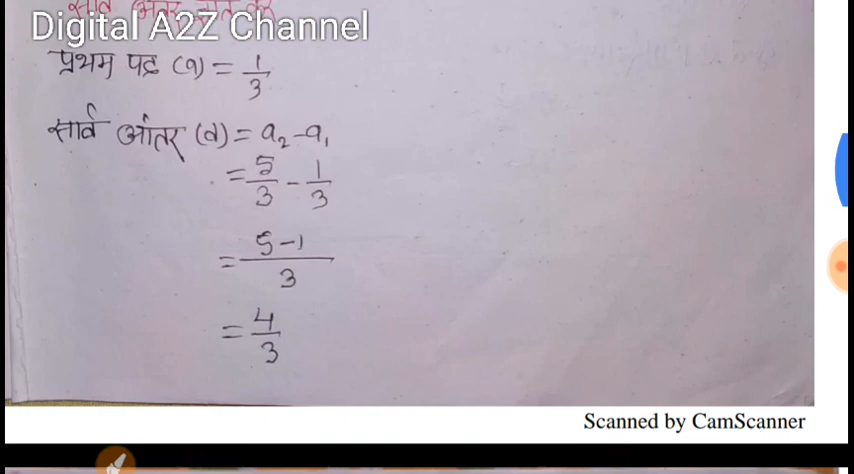 Digital A2Z Channel
प्रथम पद (a) = 1/3
सार्व अंतर (d) = a₂ - a₁
= 5/3 - 1/3
= 5-1/3
= 4/3
Scanned by CamScanner